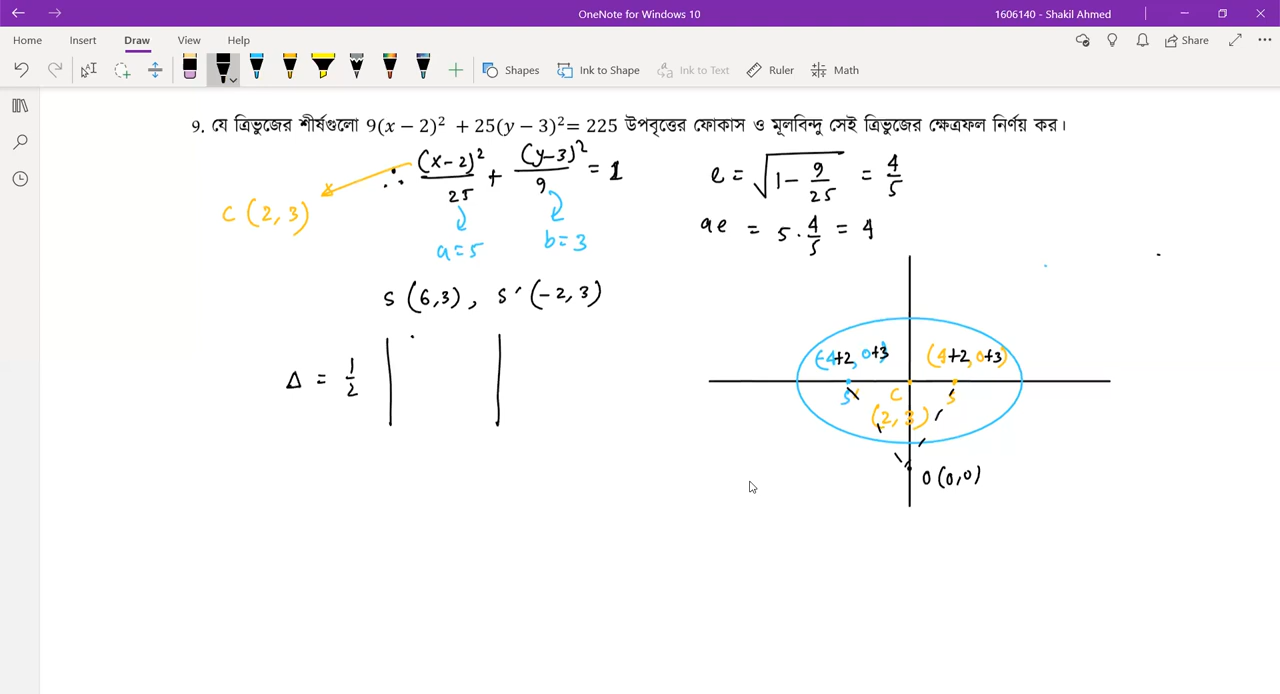 OneNote for Windows 10
1606140 - Shakil Ahmed
Home Insert Draw View Help
Share
Shapes Ink to Shape Ink to Text Ruler Math
9. যে ত্রিভুজের শীর্ষগুলো 9(x − 2)² + 25(y − 3)²= 225 উপবৃত্তের ফোকাস ও মূলবিন্দু সেই ত্রিভুজের ক্ষেত্রফল নির্ণয় কর।
∴ (x-2)²/25 + (y-3)²/9 = 1
e = √(1 - 9/25) = 4/5
C (2, 3)
a = 5
b = 3
ae = 5 · 4/5 = 4
S (6,3), S' (-2, 3)
Δ = 1/2
(-4+2, 0+3) (4+2, 0+3)
S' C S
(2, 3)
O (0,0)